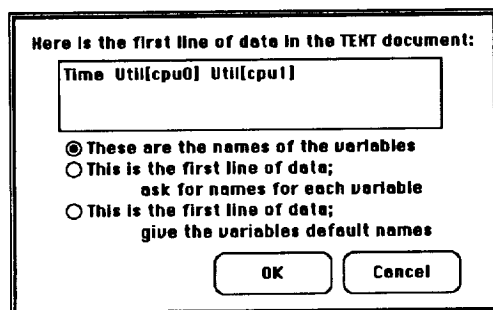 Here is the first line of data in the TEXT document:
Time Util[cpu0] Util[cpu1]
These are the names of the variables
This is the first line of data;
ask for names for each variable
This is the first line of data;
give the variables default names
OK Cancel